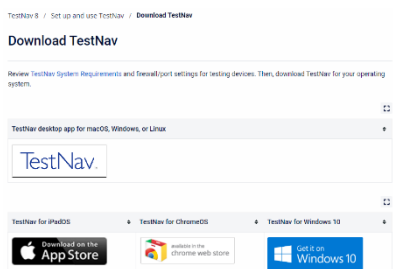 TestNav 8 / Set up and use TestNav / Download TestNav
Download TestNav
Review TestNav System Requirements and firewall/port settings for testing devices. Then, download TestNav for your operating
system.
TestNav desktop app for macOS, Windows, or Linux
TestNav
TestNav for iPadOS TestNav for ChromeOS TestNav for Windows 10
Download on the available in the Get it on
App Store chrome web store Windows 10